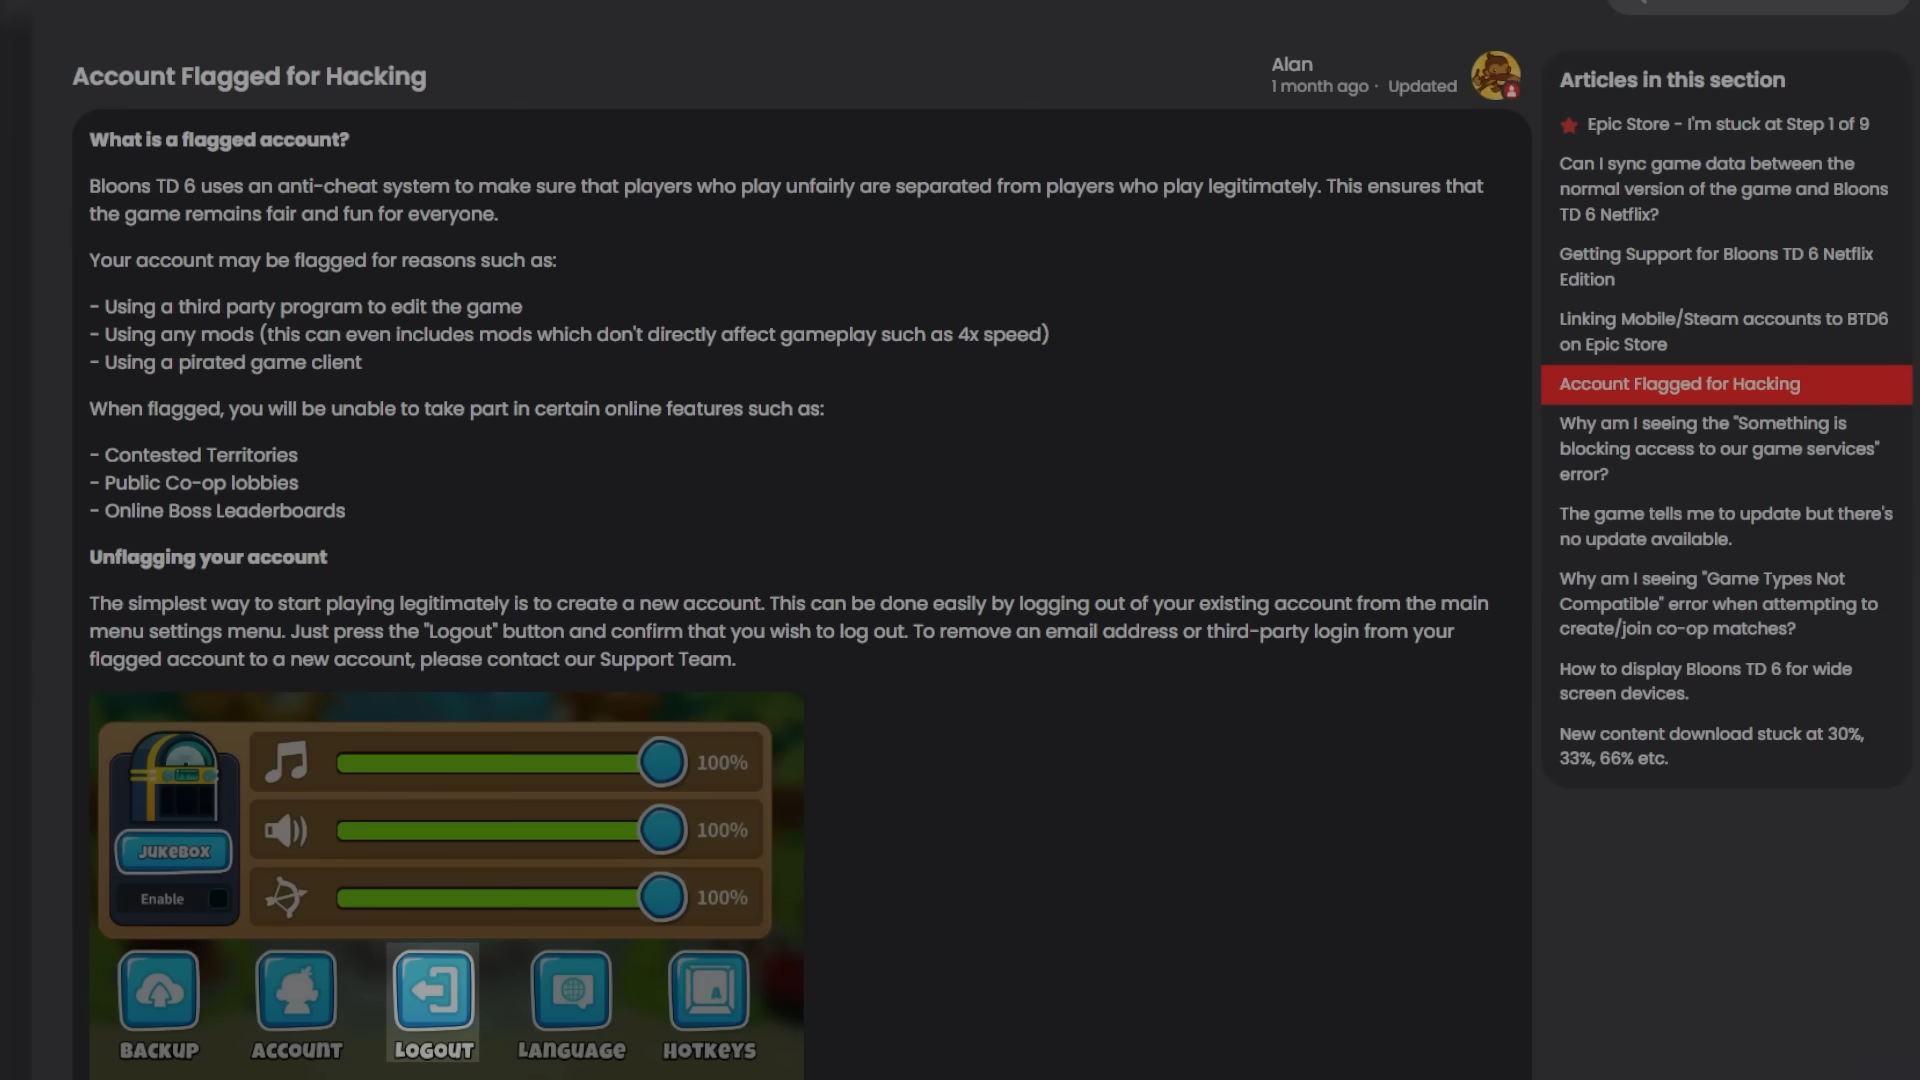 Account Flagged for Hacking
Alan
1 month ago · Updated
What is a flagged account?
Bloons TD 6 uses an anti-cheat system to make sure that players who play unfairly are separated from players who play legitimately. This ensures that
the game remains fair and fun for everyone.
Your account may be flagged for reasons such as:
- Using a third party program to edit the game
- Using any mods (this can even includes mods which don't directly affect gameplay such as 4x speed)
- Using a pirated game client
When flagged, you will be unable to take part in certain online features such as:
- Contested Territories
- Public Co-op lobbies
- Online Boss Leaderboards
Unflagging your account
The simplest way to start playing legitimately is to create a new account. This can be done easily by logging out of your existing account from the main
menu settings menu. Just press the "Logout" button and confirm that you wish to log out. To remove an email address or third-party login from your
flagged account to a new account, please contact our Support Team.
100%
100%
JUKEBOX
Enable
100%
BACKUP
ACCOUNT
LOGOUT
LANGUAGE
A
HOTKEYS
Articles in this section
Epic Store - I'm stuck at Step 1 of 9
Can I sync game data between the
normal version of the game and Bloons
TD 6 Netflix?
Getting Support for Bloons TD 6 Netflix
Edition
Linking Mobile/Steam accounts to BTD6
on Epic Store
Account Flagged for Hacking
Why am I seeing the "Something is
blocking access to our game services"
error?
The game tells me to update but there's
no update available.
Why am I seeing "Game Types Not
Compatible" error when attempting to
create/join co-op matches?
How to display Bloons TD 6 for wide
screen devices.
New content download stuck at 30%,
33%, 66% etc.